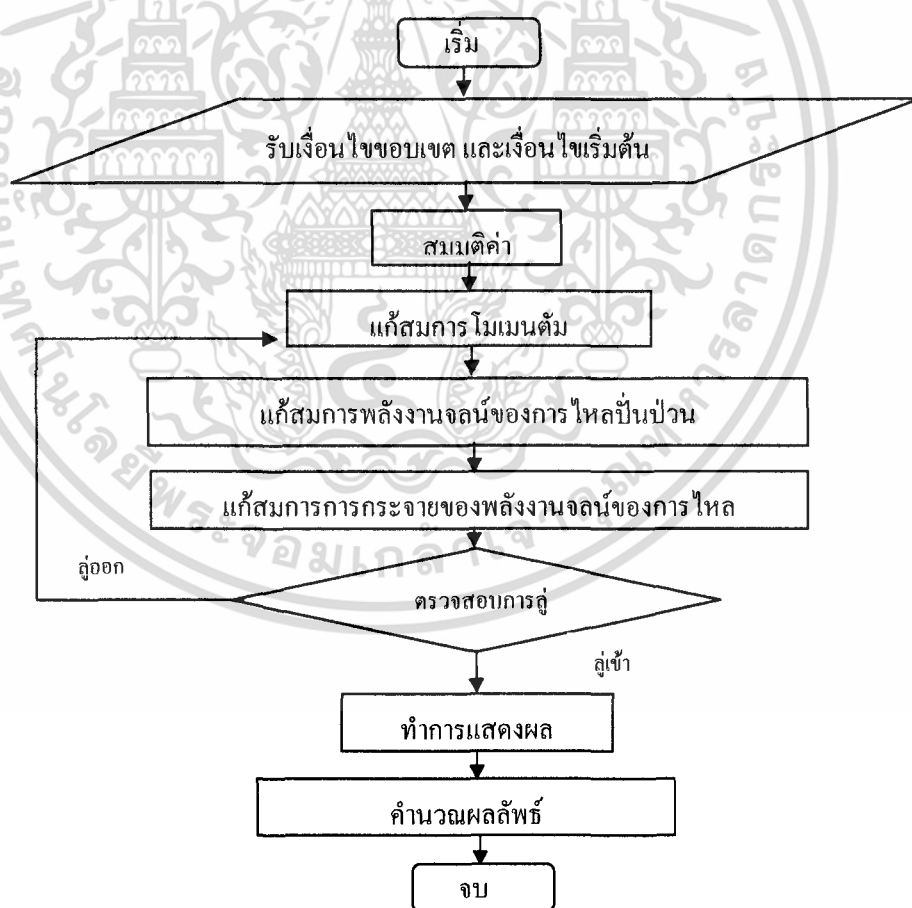 เริ่ม
รับเงื่อนไขขอบเขต และเงื่อนไขเริ่มต้น
สมมติค่า
แก้สมการโมเมนตัม
แก้สมการพลังงานจลน์ของการไหลปั่นป่วน
แก้สมการการกระจายของพลังงานจลน์ของการไหล
ลู่ออก
ตรวจสอบการลู่
ลู่เข้า
ทำการแสดงผล
คำนวณผลลัพธ์
จบ